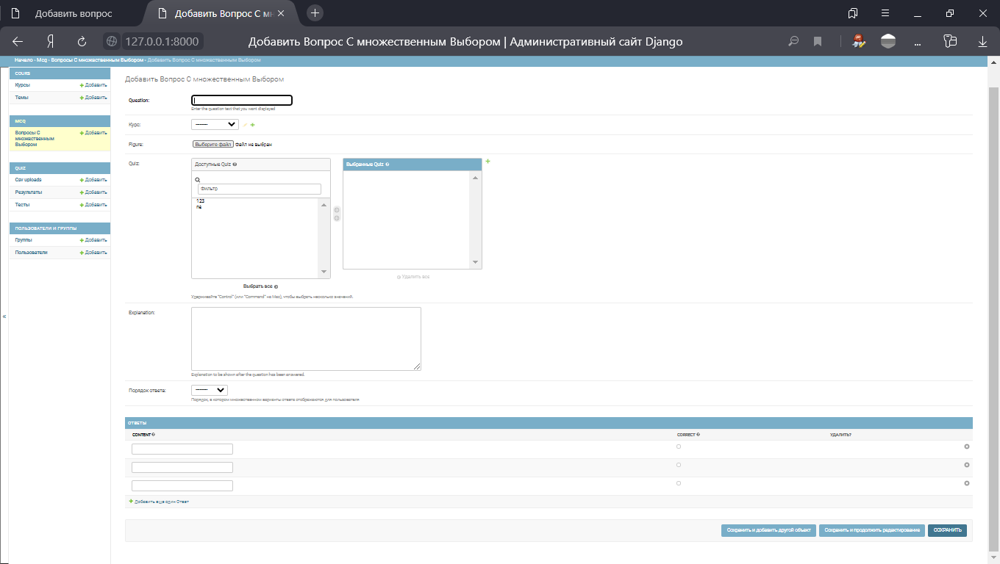 Добавить вопрос
Добавить Вопрос С мн
127.0.0.1:8000
Добавить Вопрос С множественным Выбором | Административный сайт Django
Начало › Mcq › Вопросы С множественным Выбором › Добавить Вопрос С множественным Выбором
COURS
Курсы Добавить
Темы Добавить
MCQ
Вопросы С множественным Выбором Добавить
QUIZ
Csv uploads Добавить
Результаты Добавить
Тесты Добавить
ПОЛЬЗОВАТЕЛИ И ГРУППЫ
Группы Добавить
Пользователи Добавить
«
Добавить Вопрос С множественным Выбором
Question:
Enter the question text that you want displayed
Курс: ---------
Figure: Выберите файл Файл не выбран
Quiz: Доступные Quiz Выбранные Quiz
Фильтр
123
па
Выбрать все Удалить все
Удерживайте "Control" (или "Command" на Mac), чтобы выбрать несколько значений.
Explanation:
Explanation to be shown after the question has been answered.
Порядок ответа: ---------
Порядок, в котором множественном варианты ответа отображаются для пользователя
ОТВЕТЫ
CONTENT CORRECT УДАЛИТЬ?
Добавить еще один Ответ
Сохранить и добавить другой объект Сохранить и продолжить редактирование СОХРАНИТЬ